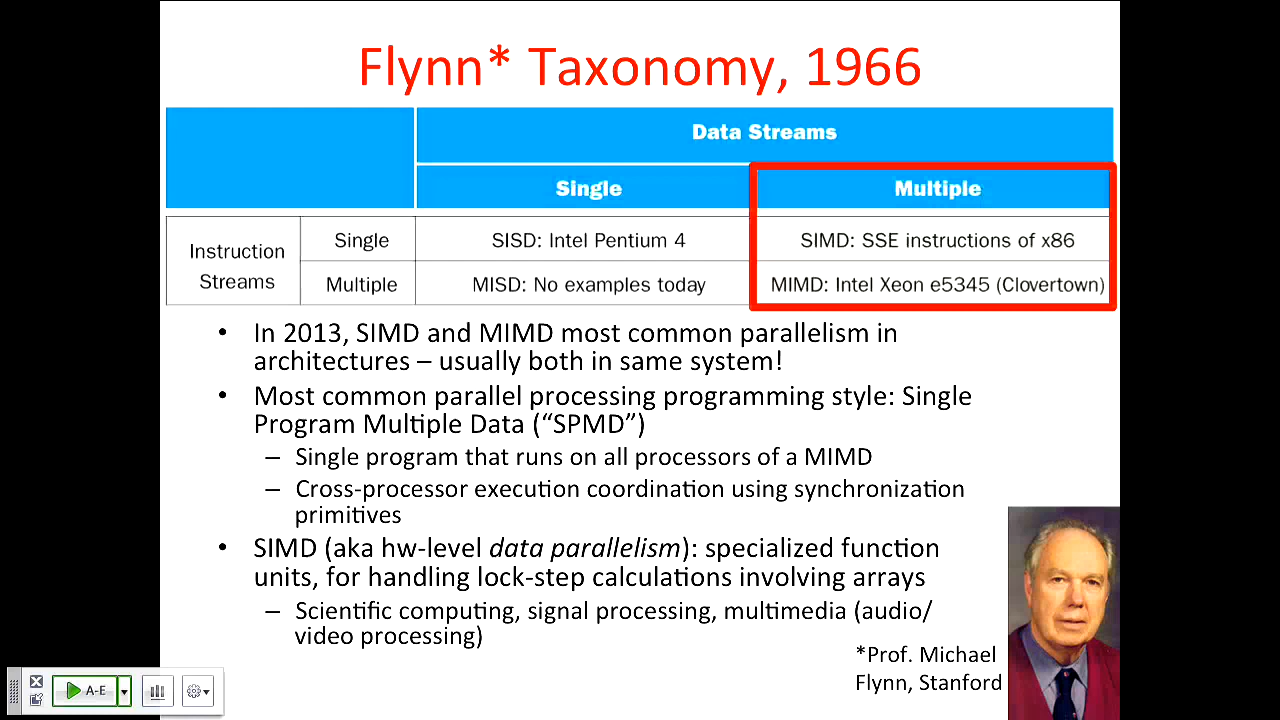 Flynn* Taxonomy, 1966
Data Streams
Single
Multiple
Instruction Streams
Single
SISD: Intel Pentium 4
SIMD: SSE instructions of x86
Multiple
MISD: No examples today
MIMD: Intel Xeon e5345 (Clovertown)
• In 2013, SIMD and MIMD most common parallelism in
architectures – usually both in same system!
• Most common parallel processing programming style: Single
Program Multiple Data (“SPMD”)
– Single program that runs on all processors of a MIMD
– Cross-processor execution coordination using synchronization
primitives
• SIMD (aka hw-level data parallelism): specialized function
units, for handling lock-step calculations involving arrays
– Scientific computing, signal processing, multimedia (audio/
video processing)
*Prof. Michael
Flynn, Stanford
A-E